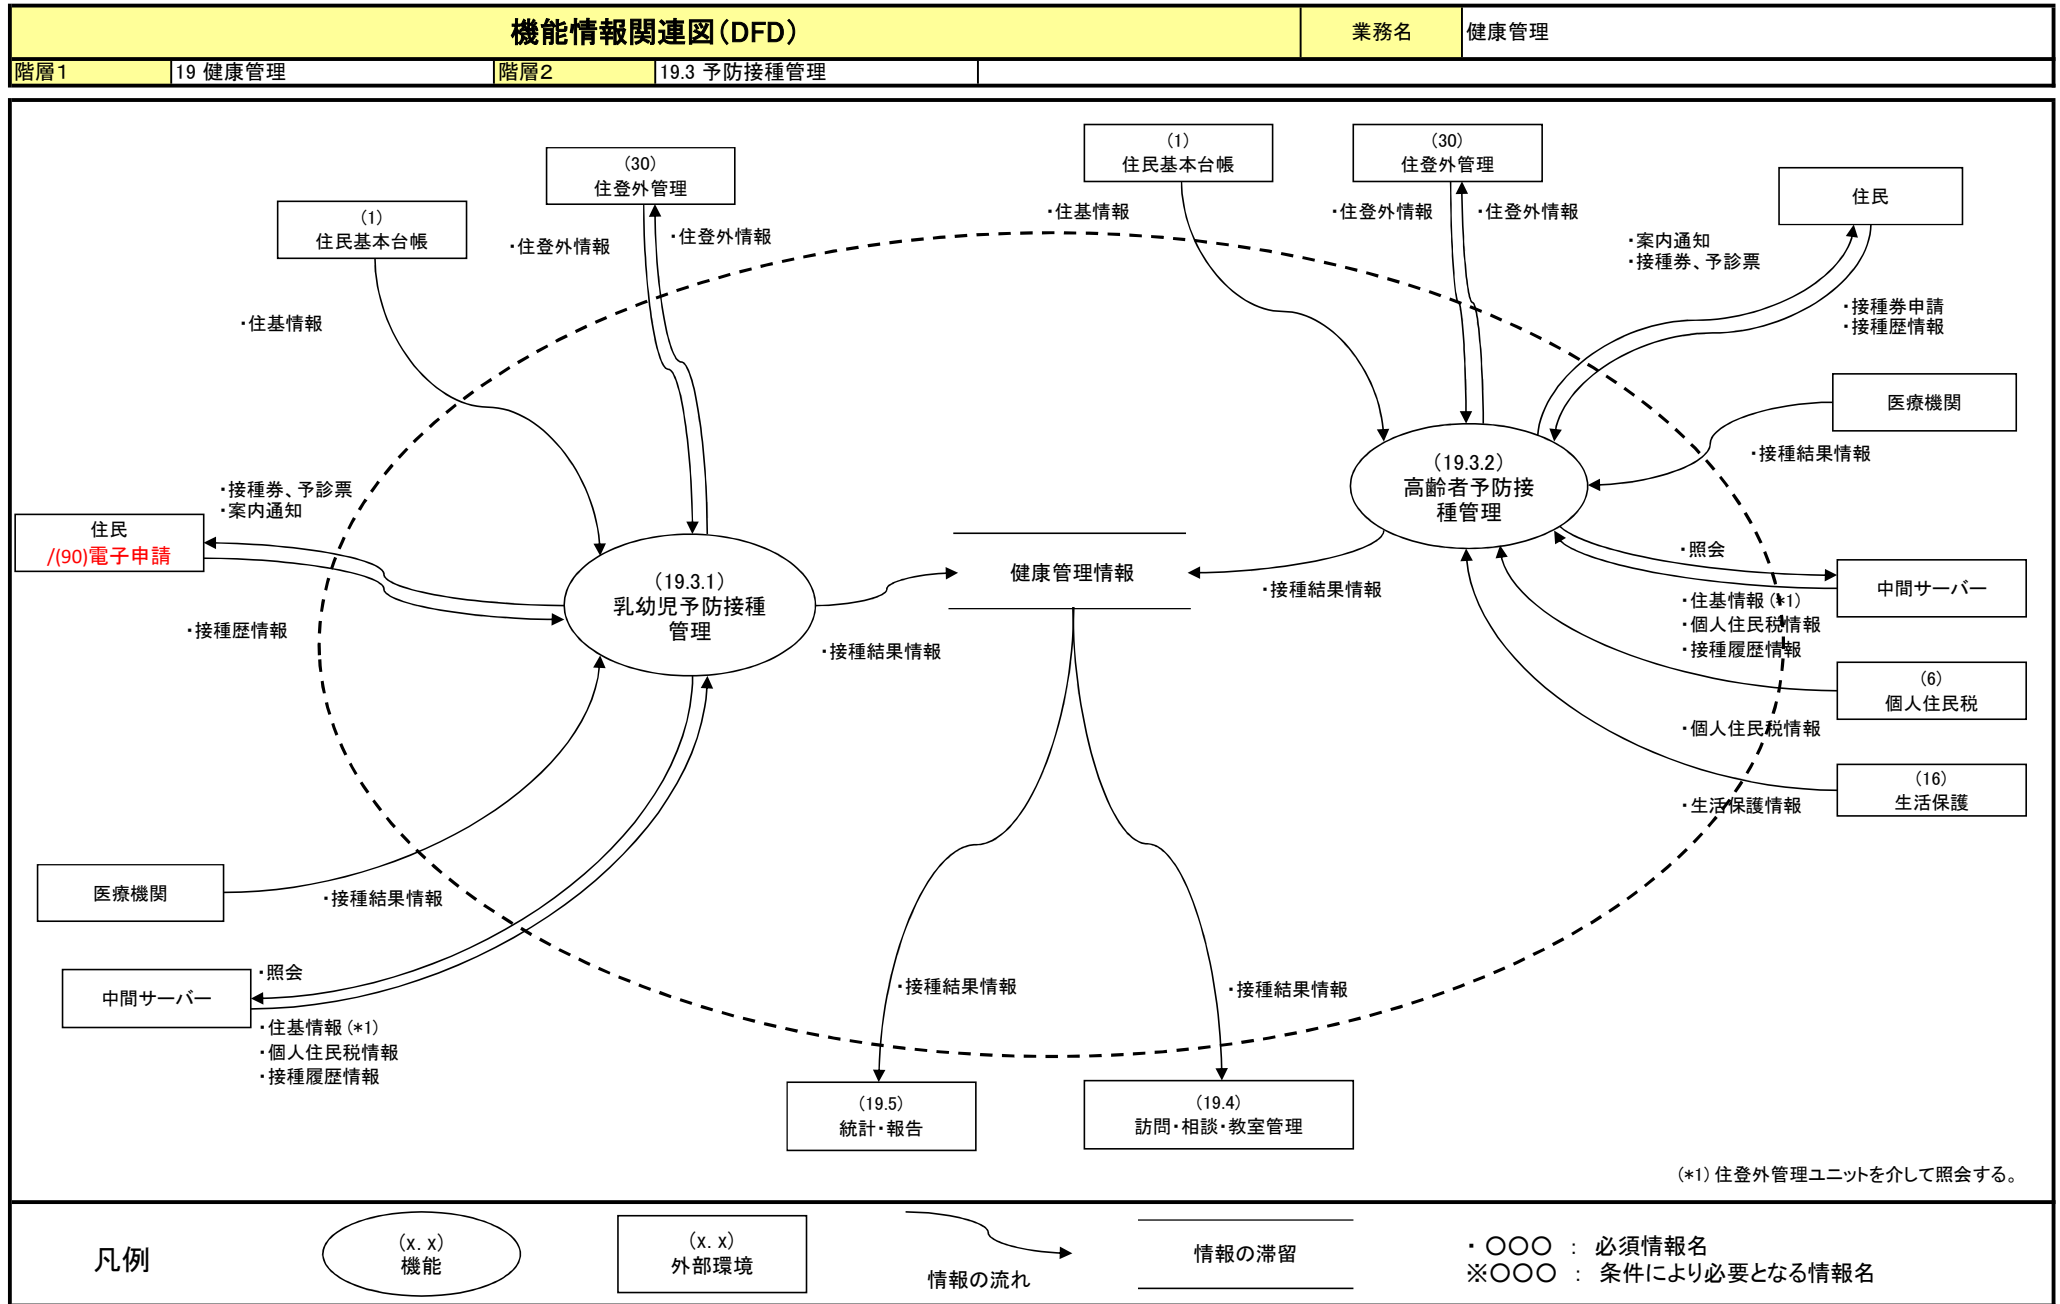 機能情報関連図(DFD)
業務名
健康管理
階層1
19 健康管理
階層2
19.3 予防接種管理
(1)
住民基本台帳
(30)
住登外管理
(1)
住民基本台帳
(30)
住登外管理
住民
・住基情報
・住登外情報
・住登外情報
・住登外情報
・住登外情報
・案内通知
・接種券、予診票
・住基情報
・接種券申請
・接種歴情報
医療機関
・接種結果情報
(19.3.2)
高齢者予防接
種管理
・接種券、予診票
・案内通知
住民
/(90)電子申請
・接種歴情報
(19.3.1)
乳幼児予防接種
管理
・接種結果情報
健康管理情報
・接種結果情報
・照会
中間サーバー
・住基情報(*1)
・個人住民税情報
・接種履歴情報
(6)
個人住民税
・個人住民税情報
(16)
生活保護
・生活保護情報
医療機関
・接種結果情報
中間サーバー
・照会
・住基情報(*1)
・個人住民税情報
・接種履歴情報
・接種結果情報
・接種結果情報
(19.5)
統計・報告
(19.4)
訪問・相談・教室管理
(*1)住登外管理ユニットを介して照会する。
凡例
(x.x)
機能
(x.x)
外部環境
情報の流れ
情報の滞留
・ 〇〇〇 : 必須情報名
※〇〇〇 : 条件により必要となる情報名